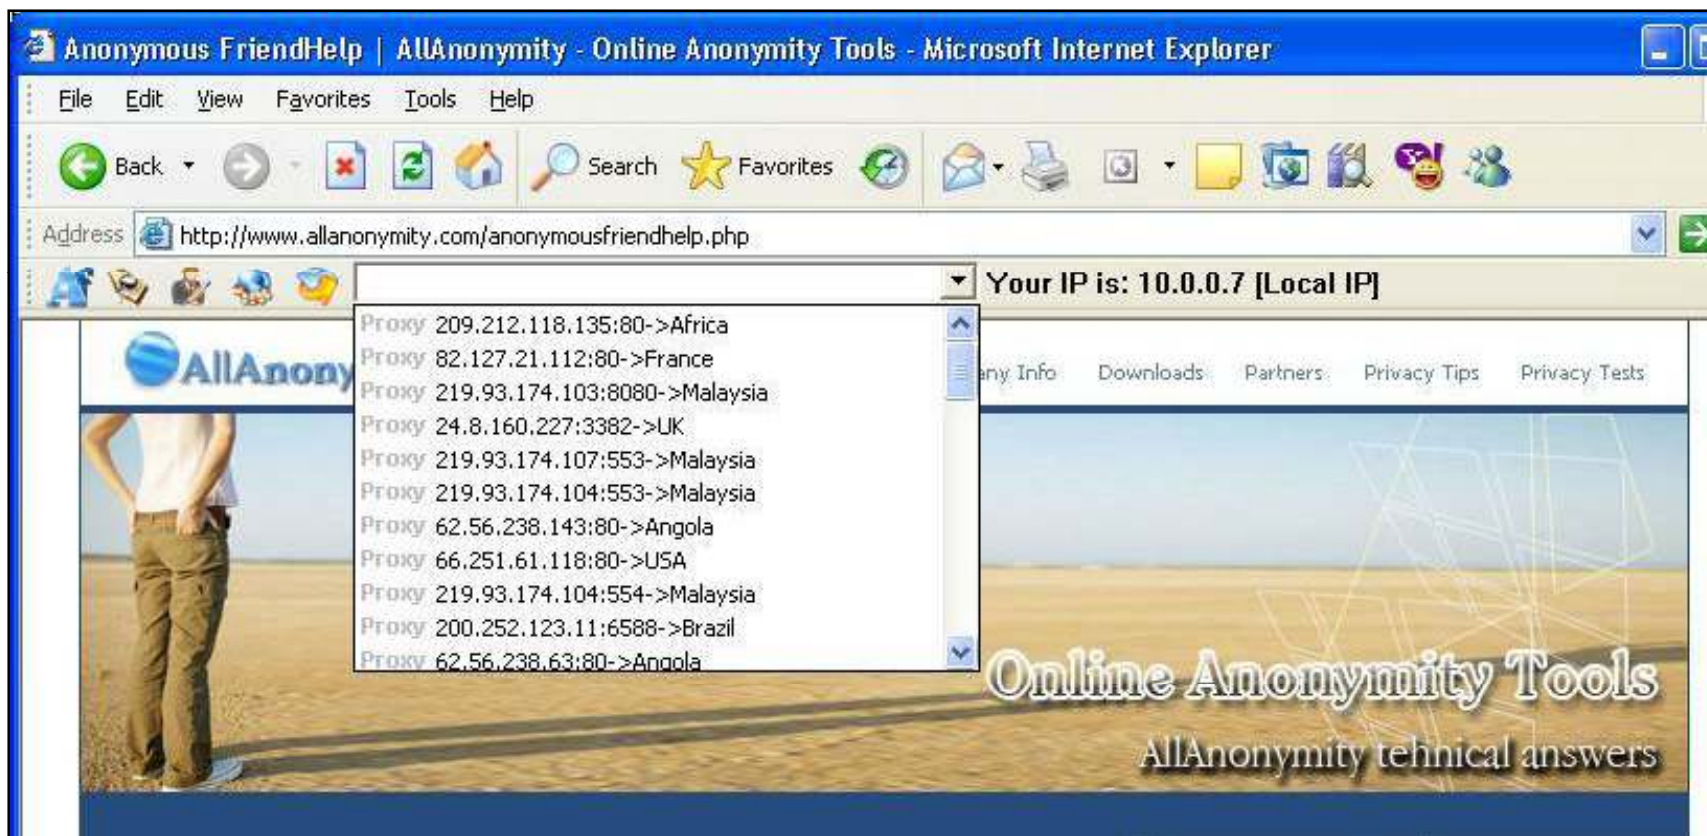 Anonymous FriendHelp | AllAnonymity - Online Anonymity Tools - Microsoft Internet Explorer
File Edit View Favorites Tools Help
Back Search Favorites
Address http://www.allanonymity.com/anonymousfriendhelp.php
Your IP is: 10.0.0.7 [Local IP]
Proxy 209.212.118.135:80->Africa
Proxy 82.127.21.112:80->France
AllAnony any Info Downloads Partners Privacy Tips Privacy Tests
Proxy 219.93.174.103:8080->Malaysia
Proxy 24.8.160.227:3382->UK
Proxy 219.93.174.107:553->Malaysia
Proxy 219.93.174.104:553->Malaysia
Proxy 62.56.238.143:80->Angola
Proxy 66.251.61.118:80->USA
Proxy 219.93.174.104:554->Malaysia
Proxy 200.252.123.11:6588->Brazil
Proxy 62.56.238.63:80->Angola
Online Anonymity Tools
AllAnonymity tehnical answers